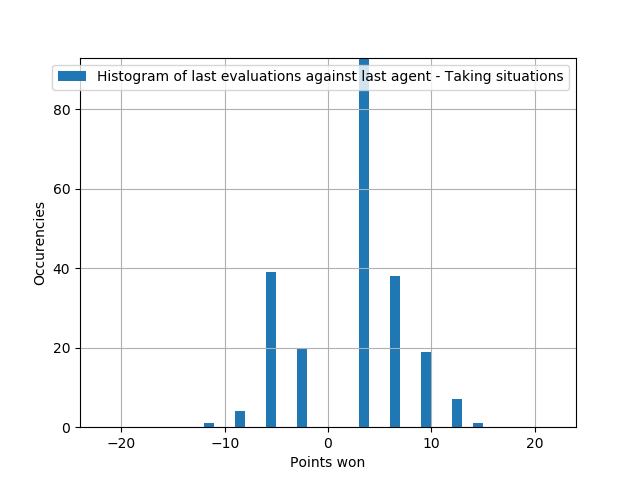 Histogram of last evaluations against last agent - Taking situations
80
60
40
20
0
Occurencies
−20 −10 0 10 20
Points won